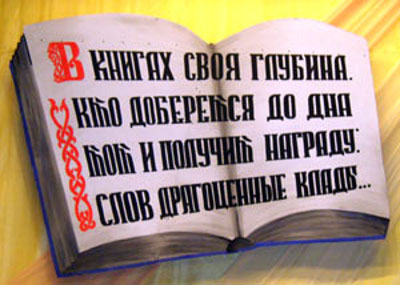 В КНИГАХ СВОЯ ГЛУБИНА.
КТО ДОБЕРЕТСЯ ДО ДНА
ТОТ И ПОЛУЧИТ НАГРАДУ:
СЛОВ ДРАГОЦЕННЫЕ КЛАДЫ...